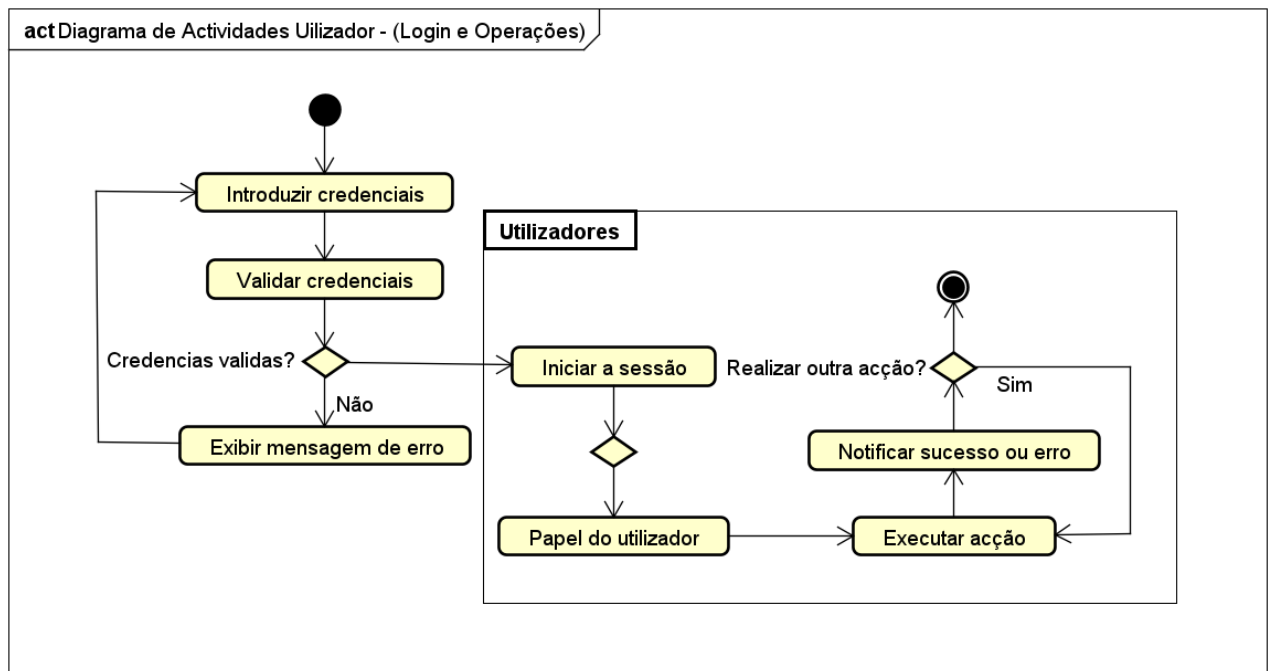 act Diagrama de Actividades Uilizador - (Login e Operações)
Introduzir credenciais
Utilizadores
Validar credenciais
Credencias validas?
Iniciar a sessão
Realizar outra acção?
Sim
Não
Exibir mensagem de erro
Notificar sucesso ou erro
Papel do utilizador
Executar acção